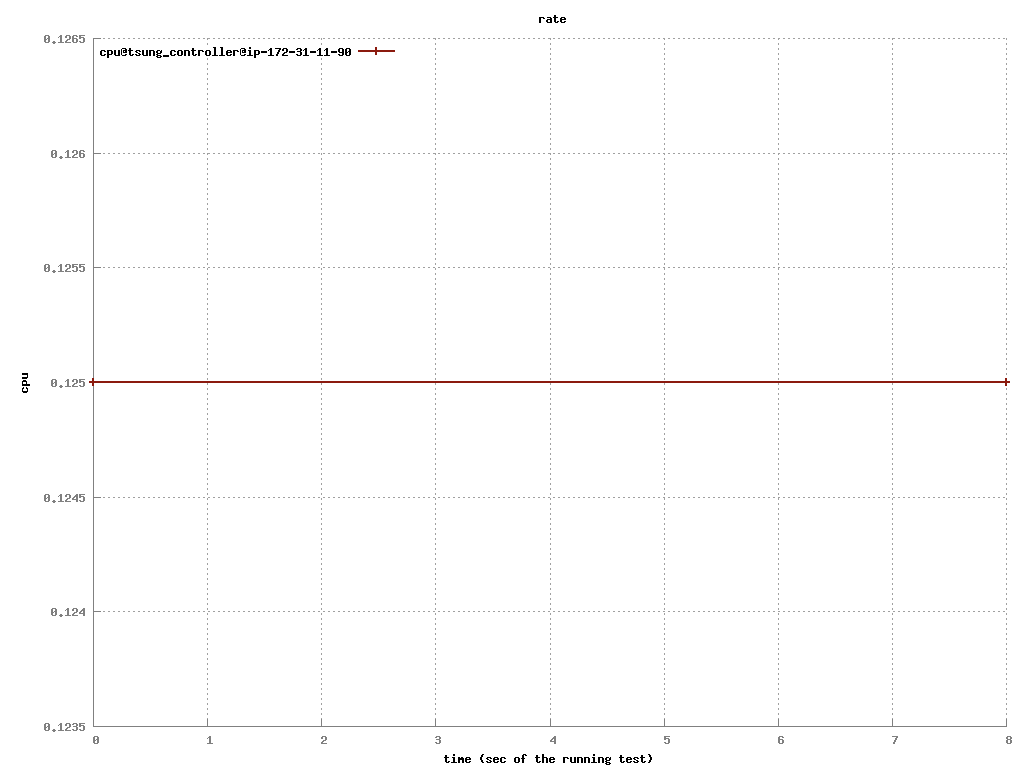 rate
0.1265
cpu@tsung_controller@ip-172-31-11-90
0.126
0.1255
cpu
0.125
0.1245
0.124
0.1235
0 1 2 3 4 5 6 7 8
time (sec of the running test)